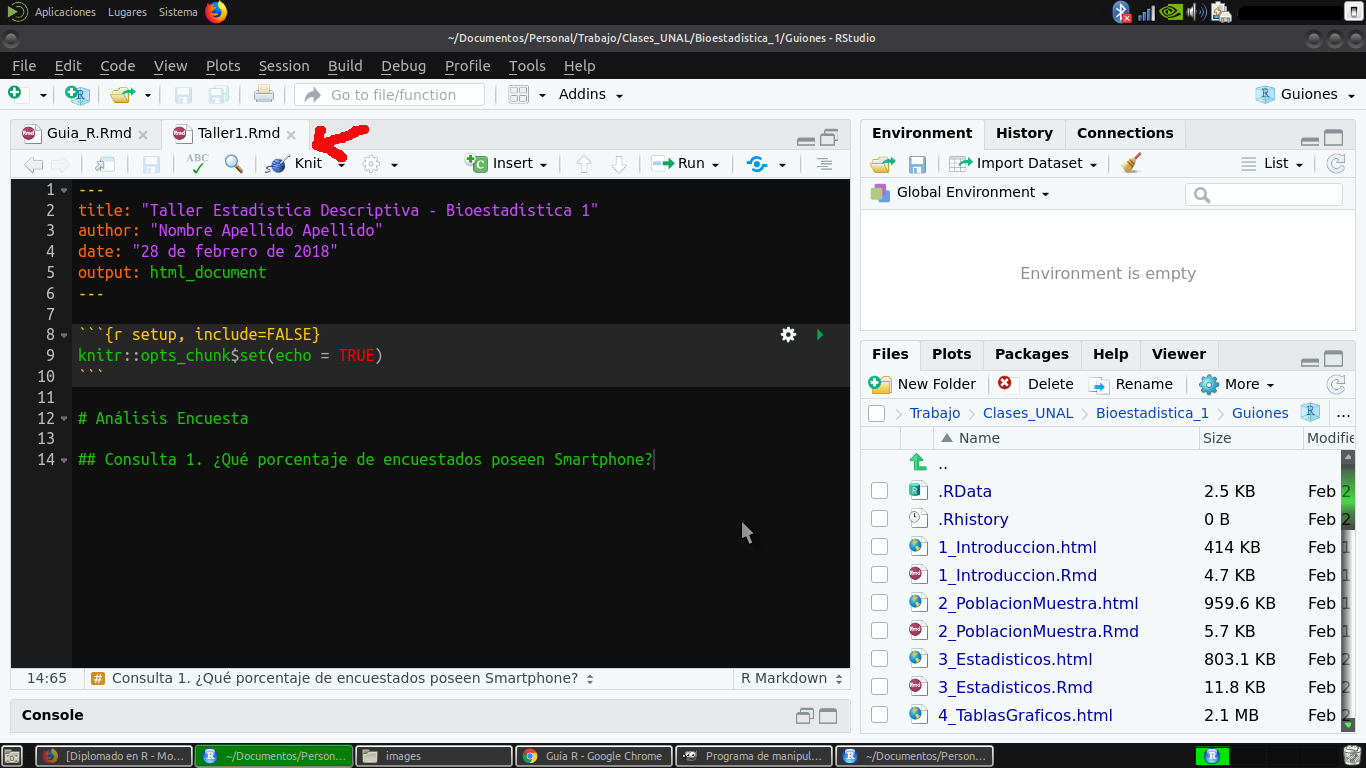 Aplicaciones Lugares Sistema
~/Documentos/Personal/Trabajo/Clases_UNAL/Bioestadistica_1/Guiones - RStudio
File Edit Code View Plots Session Build Debug Profile Tools Help
Go to file/function Addins Guiones
Guia_R.Rmd Taller1.Rmd
ABC Knit Insert Run
1 ---
2 title: "Taller Estadística Descriptiva - Bioestadística 1"
3 author: "Nombre Apellido Apellido"
4 date: "28 de febrero de 2018"
5 output: html_document
6 ---
7
8 ```{r setup, include=FALSE}
9 knitr::opts_chunk$set(echo = TRUE)
10 ```
11
12 # Análisis Encuesta
13
14 ## Consulta 1. ¿Qué porcentaje de encuestados poseen Smartphone?
14:65 # Consulta 1. ¿Qué porcentaje de encuestados poseen Smartphone? R Markdown
Console
Environment History Connections
Import Dataset List
Global Environment
Environment is empty
Files Plots Packages Help Viewer
New Folder Delete Rename More
Trabajo Clases_UNAL Bioestadistica_1 Guiones ...
Name Size Modifie
..
.RData 2.5 KB Feb 2
.Rhistory 0 B Feb 2
1_Introduccion.html 414 KB Feb 1
1_Introduccion.Rmd 4.7 KB Feb 1
2_PoblacionMuestra.html 959.6 KB Feb 1
2_PoblacionMuestra.Rmd 5.7 KB Feb 1
3_Estadisticos.html 803.1 KB Feb 2
3_Estadisticos.Rmd 11.8 KB Feb 2
4_TablasGraficos.html 2.1 MB Feb 2
[Diplomado en R - Mo... ~/Documentos/Person... images Guia R - Google Chrome Programa de manipul... ~/Documentos/Person...